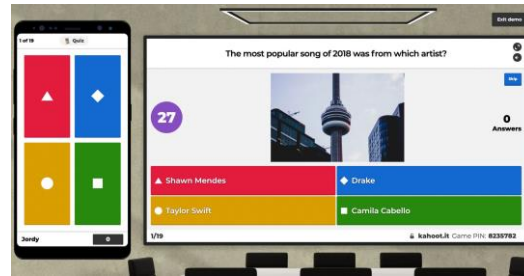 Exit demo
1 of 19 Quiz
Jordy 0
The most popular song of 2018 was from which artist?
Skip
27
0
Answers
Shawn Mendes
Drake
Taylor Swift
Camila Cabello
1/19
kahoot.it Game PIN: 8235782